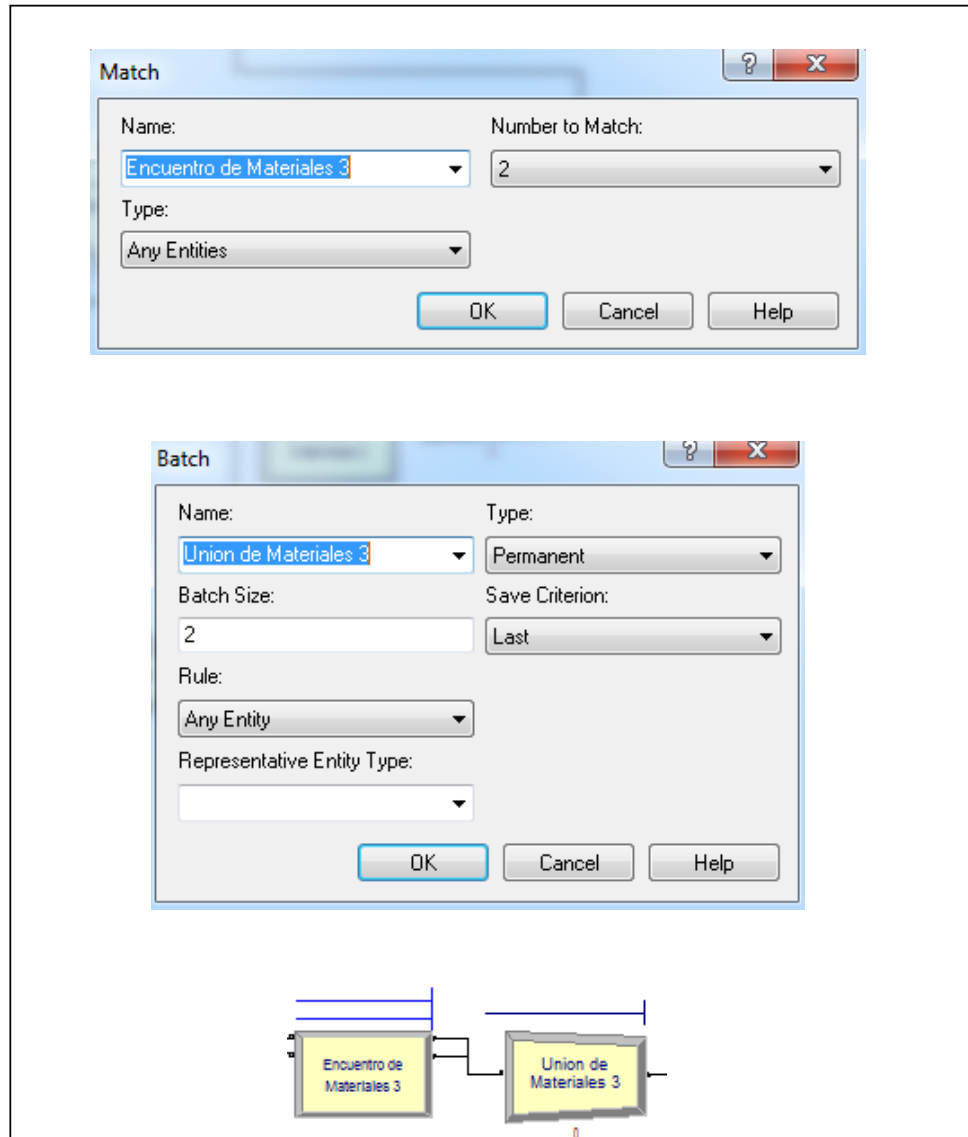 Match
Name:
Number to Match:
Encuentro de Materiales 3
2
Type:
Any Entities
OK
Cancel
Help
Batch
Name:
Type:
Union de Materiales 3
Permanent
Batch Size:
Save Criterion:
2
Last
Rule:
Any Entity
Representative Entity Type:
OK
Cancel
Help
Encuentro de
Materiales 3
Union de
Materiales 3